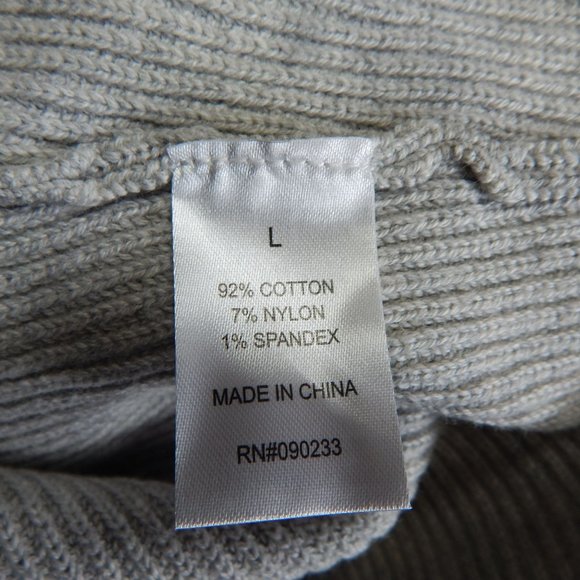 L
92% COTTON
7% NYLON
1% SPANDEX
MADE IN CHINA
RN#090233